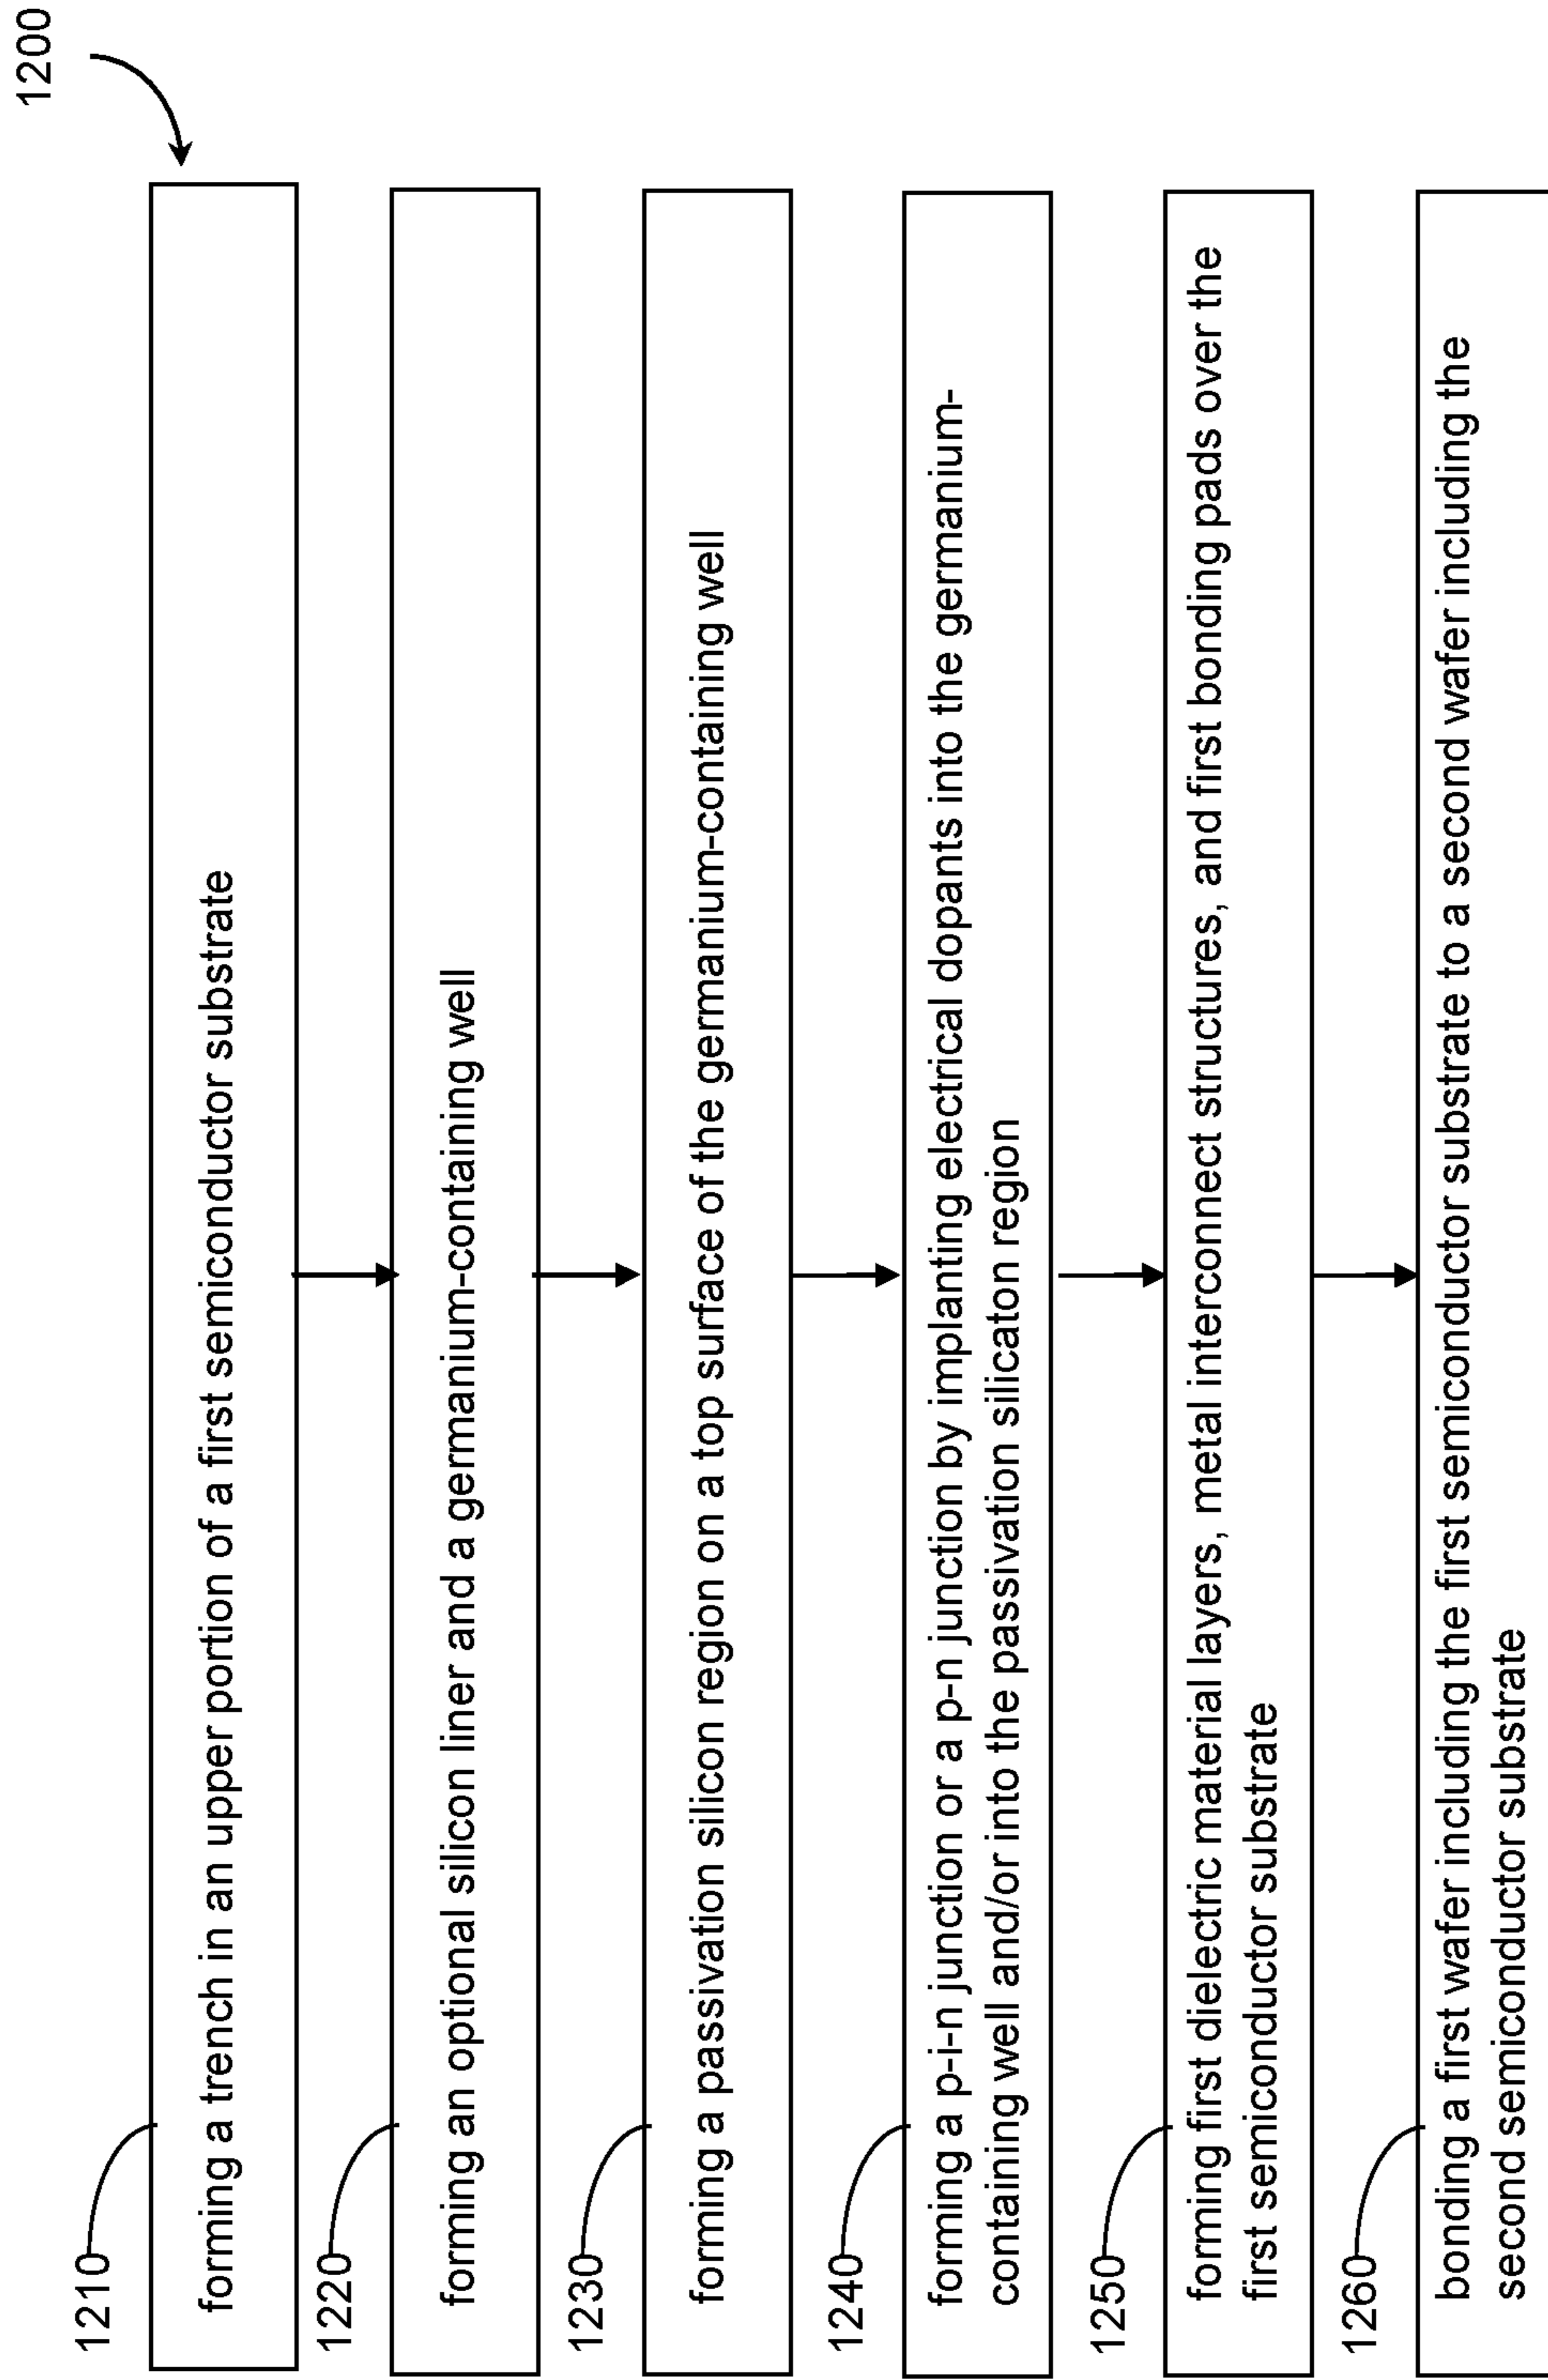 1200
1210
forming a trench in an upper portion of a first semiconductor substrate
1220
forming an optional silicon liner and a germanium-containing well
1230
forming a passivation silicon region on a top surface of the germanium-containing well
1240
forming a p-i-n junction or a p-n junction by implanting electrical dopants into the germanium-
containing well and/or into the passivation silicaton region
1250
forming first dielectric material layers, metal interconnect structures, and first bonding pads over the
first semiconductor substrate
1260
bonding a first wafer including the first semiconductor substrate to a second wafer including the
second semiconductor substrate